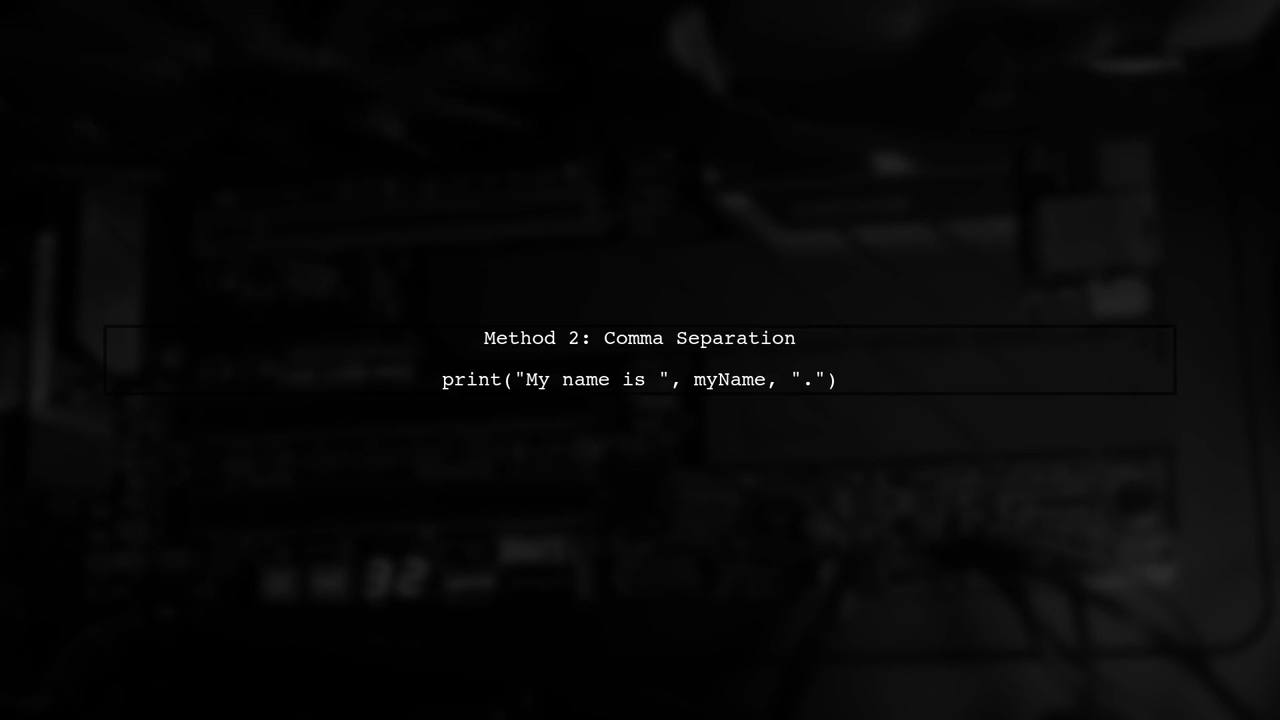 Method 2: Comma Separation
print("My name is ", myName, ".")